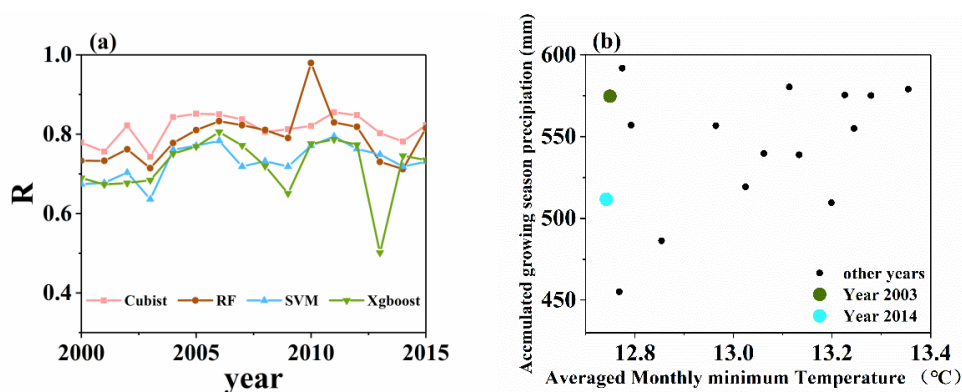 (a)
1.0
0.8
0.6
0.4
R
Cubist RF SVM Xgboost
2000 2005 2010 2015
year
(b)
Accumulated growing season precipiation (mm)
600
550
500
450
other years
Year 2003
Year 2014
12.8 13.0 13.2 13.4
Averaged Monthly minimum Temperature (℃)